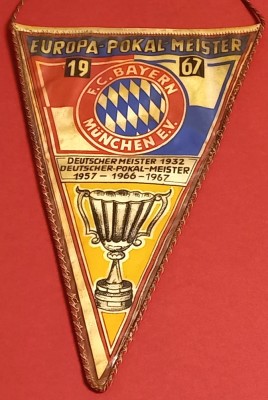 EUROPA-POKAL MEISTER
19 67
F.C. BAYERN
MÜNCHEN E.V.
DEUTSCHER MEISTER 1932
DEUTSCHER-POKAL-MEISTER
1957 - 1966 - 1967